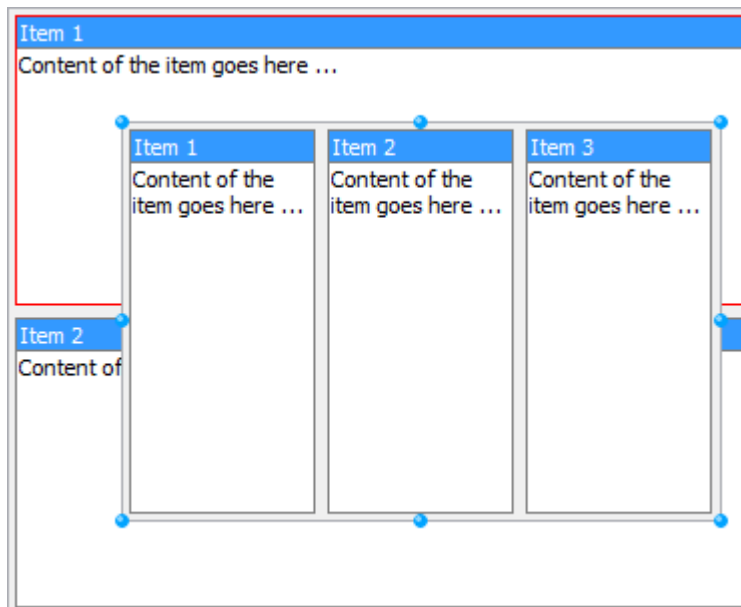 Item 1
Content of the item goes here ...
Item 1
Content of the
item goes here ...
Item 2
Content of the
item goes here ...
Item 3
Content of the
item goes here ...
Item 2
Content of